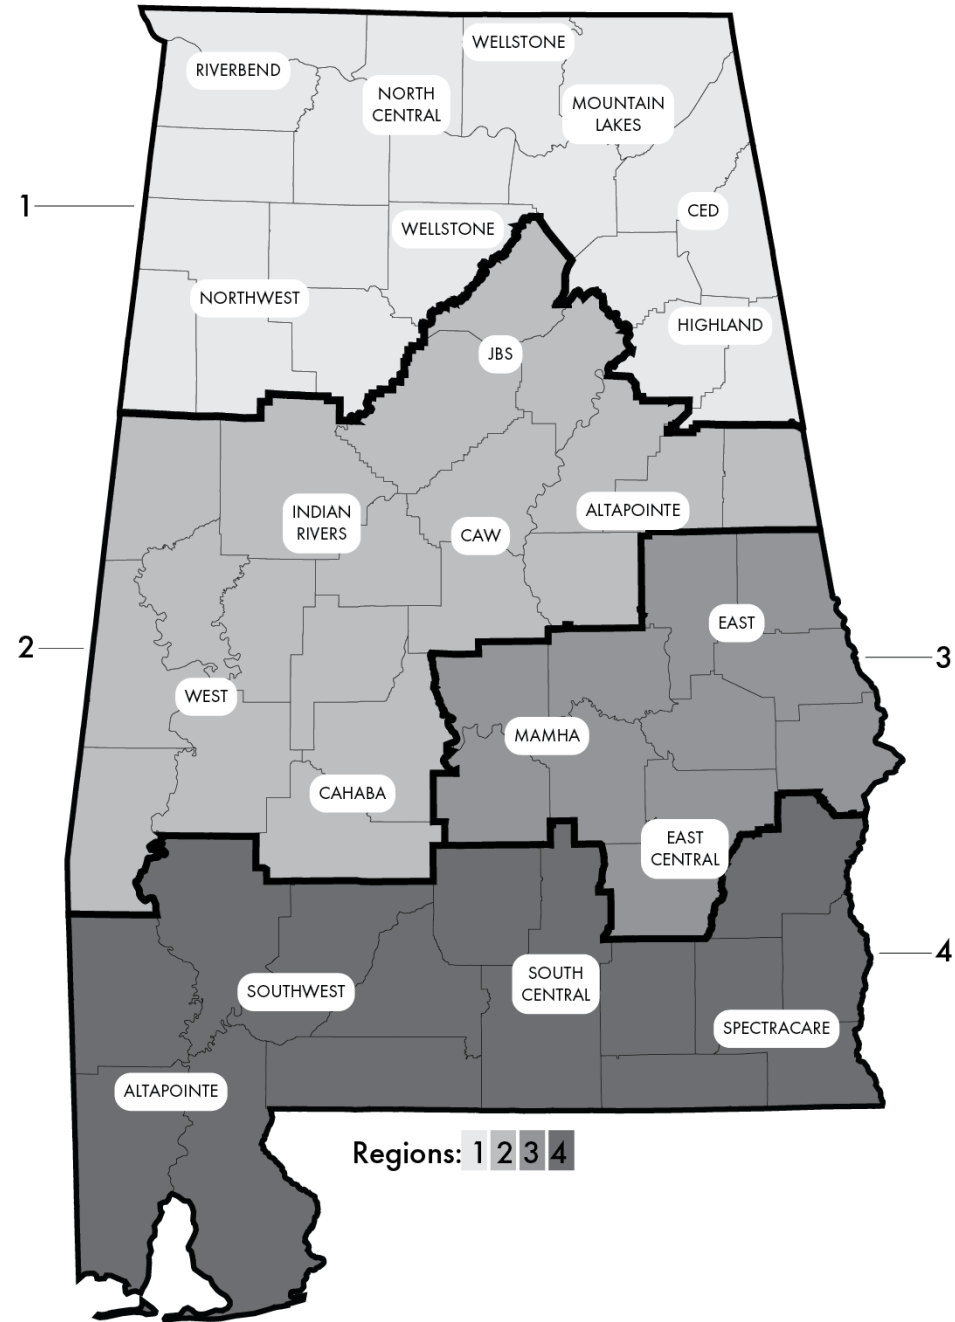 WELLSTONE
RIVERBEND
NORTH
CENTRAL
MOUNTAIN
LAKES
1
CED
WELLSTONE
NORTHWEST
HIGHLAND
JBS
INDIAN
RIVERS
ALTAPOINTE
CAW
EAST
2
3
WEST
MAMHA
CAHABA
EAST
CENTRAL
4
SOUTHWEST
SOUTH
CENTRAL
SPECTRACARE
ALTAPOINTE
Regions: 1 2 3 4